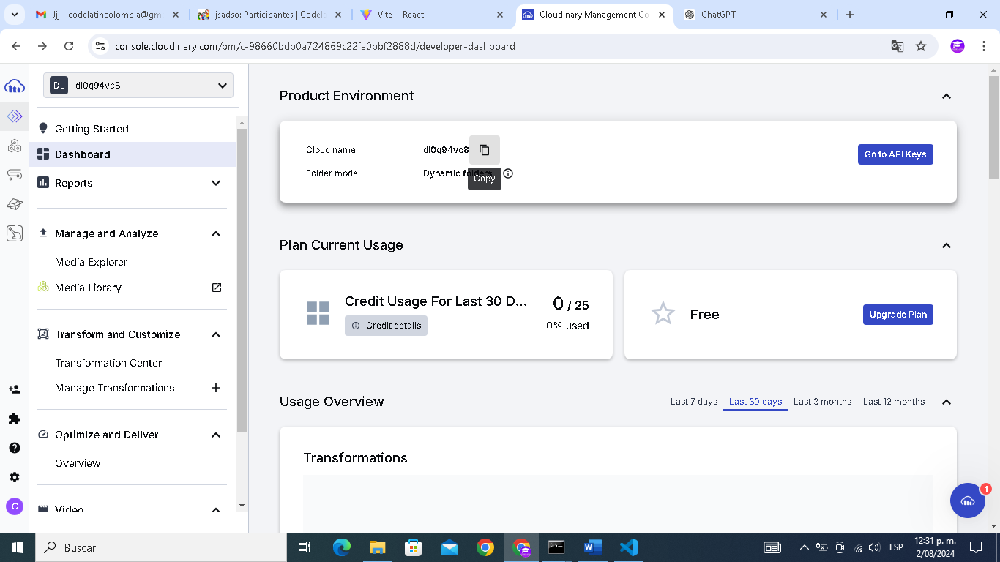 Jjj - codelatincolombia@gm
jsadso: Participantes | Codela
Vite + React
Cloudinary Management Co
ChatGPT
console.cloudinary.com/pm/c-98660bdb0a724869c22fa0bbf2888d/developer-dashboard
DL
dl0q94vc8
Getting Started
Dashboard
Reports
Manage and Analyze
Media Explorer
Media Library
Transform and Customize
Transformation Center
Manage Transformations
Optimize and Deliver
Overview
Video
C
Product Environment
Cloud name
dl0q94vc8
Go to API Keys
Folder mode
Dynamic folders
Copy
Plan Current Usage
Credit Usage For Last 30 D...
0 / 25
Credit details
0% used
Free
Upgrade Plan
Usage Overview
Last 7 days
Last 30 days
Last 3 months
Last 12 months
Transformations
1
Buscar
ESP
12:31 p. m.
2/08/2024